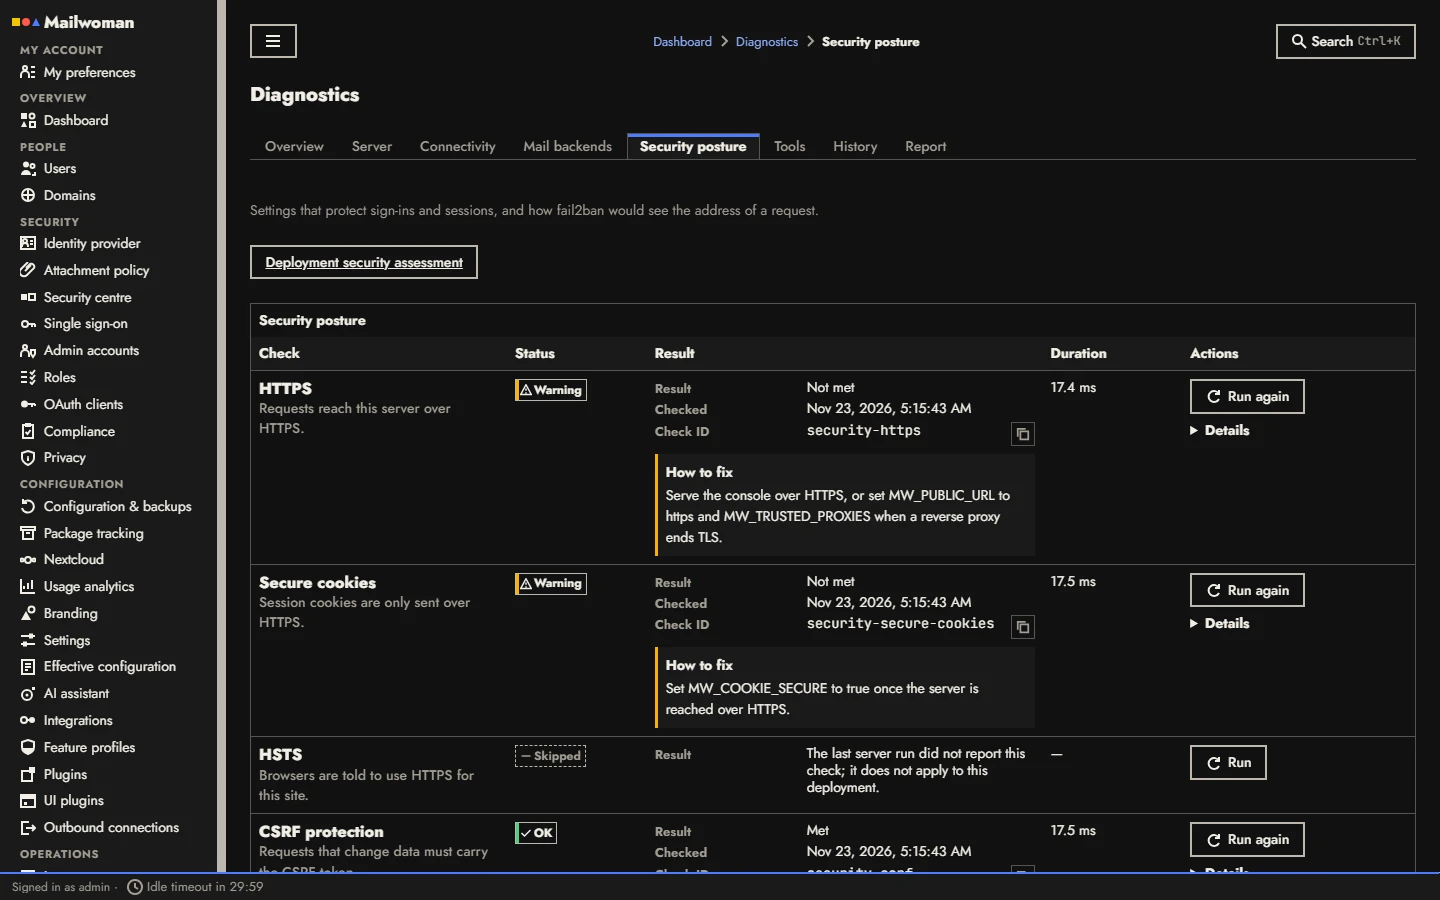 Mailwoman
MY ACCOUNT
My preferences
OVERVIEW
Dashboard
PEOPLE
Users
Domains
SECURITY
Identity provider
Attachment policy
Security centre
Single sign-on
Admin accounts
Roles
OAuth clients
Compliance
Privacy
CONFIGURATION
Configuration & backups
Package tracking
Nextcloud
Usage analytics
Branding
Settings
Effective configuration
AI assistant
Integrations
Feature profiles
Plugins
UI plugins
Outbound connections
OPERATIONS
Dashboard
Diagnostics
Security posture
Search Ctrl+K
Diagnostics
Overview
Server
Connectivity
Mail backends
Security posture
Tools
History
Report
Settings that protect sign-ins and sessions, and how fail2ban would see the address of a request.
Deployment security assessment
Security posture
Check
Status
Result
Duration
Actions
HTTPS
Requests reach this server over
HTTPS.
Warning
Result
Not met
Checked
Nov 23, 2026, 5:15:43 AM
Check ID
security-https
How to fix
Serve the console over HTTPS, or set MW_PUBLIC_URL to
https and MW_TRUSTED_PROXIES when a reverse proxy
ends TLS.
17.4 ms
Run again
Details
Secure cookies
Session cookies are only sent over
HTTPS.
Warning
Result
Not met
Checked
Nov 23, 2026, 5:15:43 AM
Check ID
security-secure-cookies
How to fix
Set MW_COOKIE_SECURE to true once the server is
reached over HTTPS.
17.5 ms
Run again
Details
HSTS
Browsers are told to use HTTPS for
this site.
— Skipped
Result
The last server run did not report this
check; it does not apply to this
deployment.
—
Run
CSRF protection
Requests that change data must carry
the CSRF token.
OK
Result
Met
Checked
Nov 23, 2026, 5:15:43 AM
Check ID
security-csrf
17.5 ms
Run again
Details
Signed in as admin ·
Idle timeout in 29:59